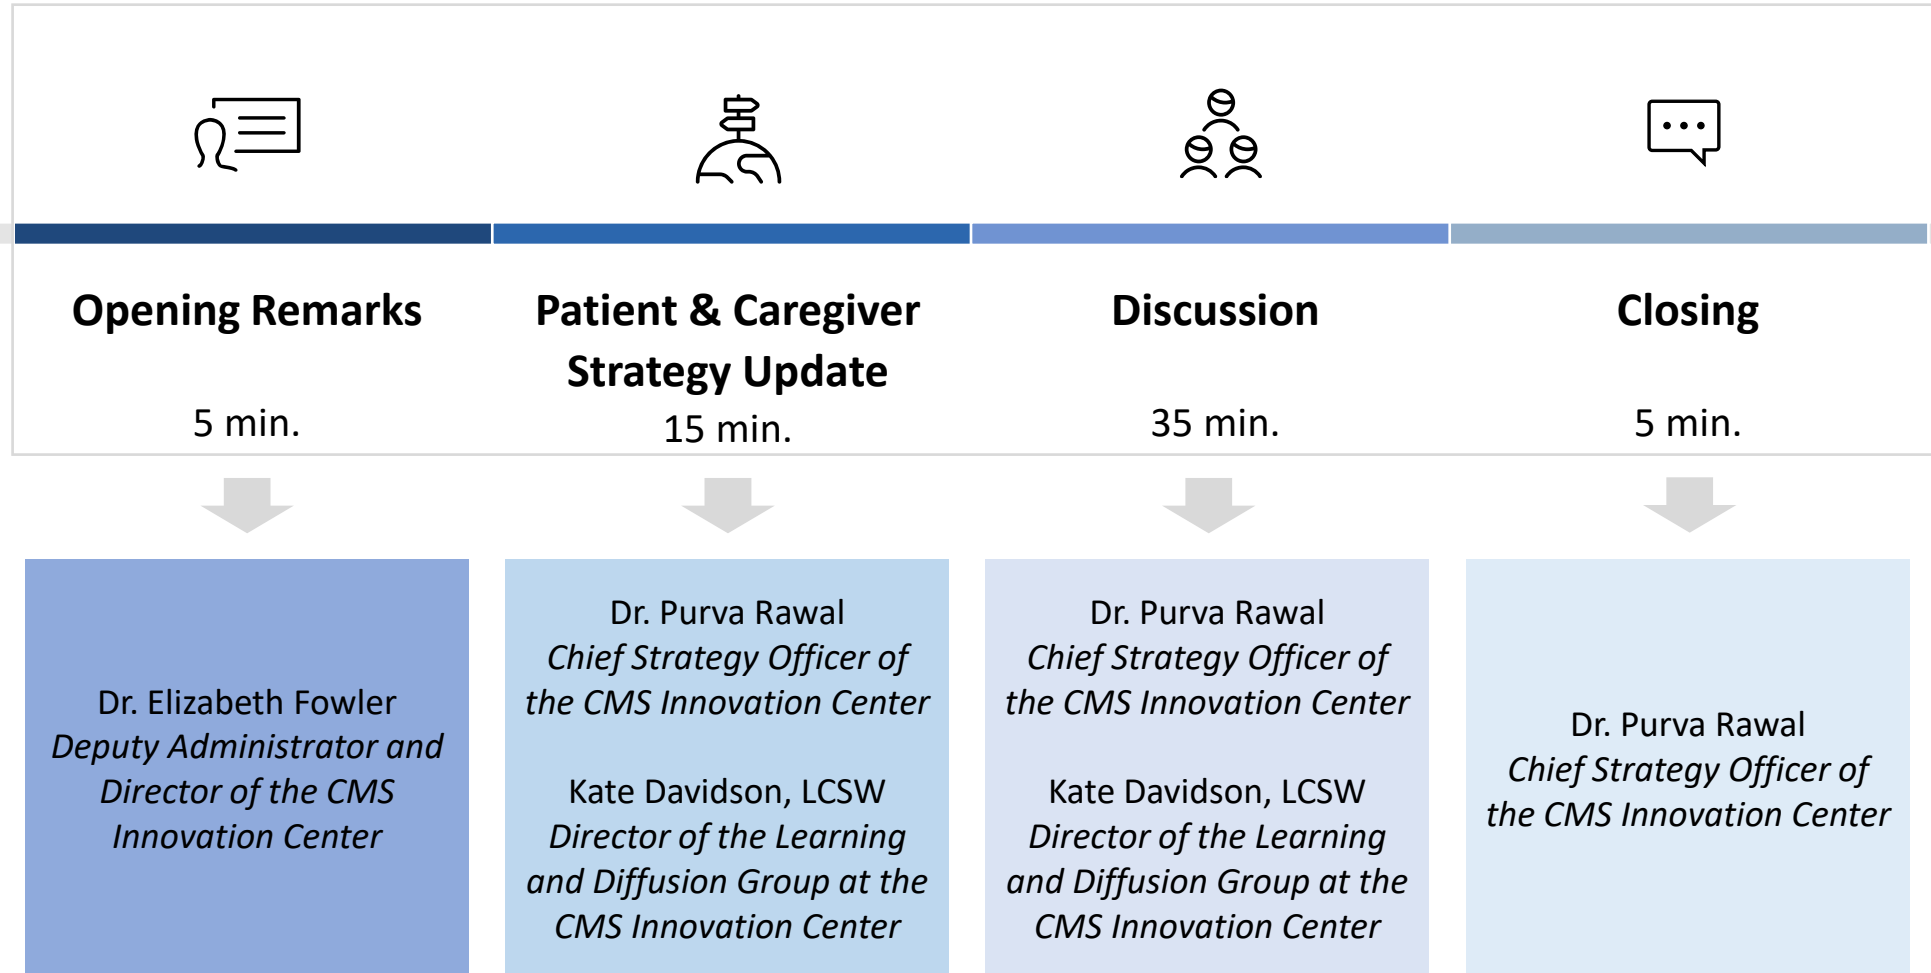 Opening Remarks
5 min.
Patient & Caregiver
Strategy Update
15 min.
Discussion
35 min.
Closing
5 min.
Dr. Elizabeth Fowler
Deputy Administrator and
Director of the CMS
Innovation Center
Dr. Purva Rawal
Chief Strategy Officer of
the CMS Innovation Center
Kate Davidson, LCSW
Director of the Learning
and Diffusion Group at the
CMS Innovation Center
Dr. Purva Rawal
Chief Strategy Officer of
the CMS Innovation Center
Kate Davidson, LCSW
Director of the Learning
and Diffusion Group at the
CMS Innovation Center
Dr. Purva Rawal
Chief Strategy Officer of
the CMS Innovation Center